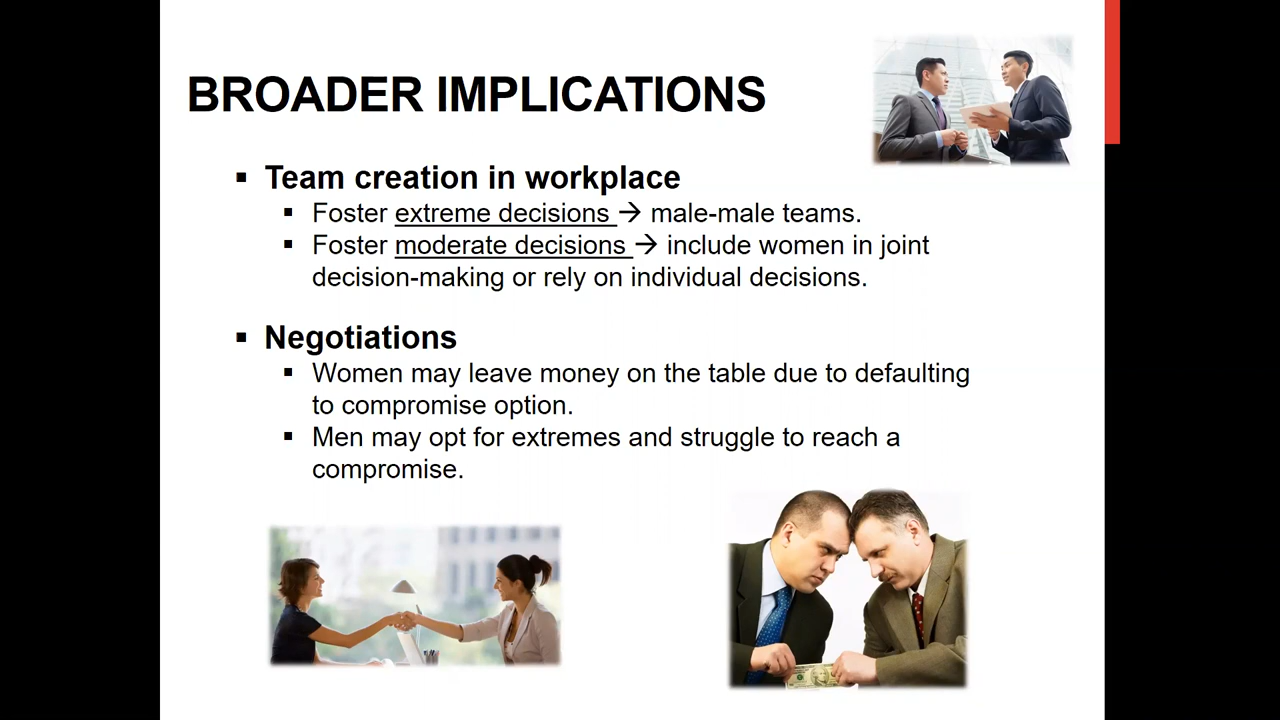 BROADER IMPLICATIONS
▪ Team creation in workplace
▪ Foster extreme decisions → male-male teams.
▪ Foster moderate decisions → include women in joint
decision-making or rely on individual decisions.
▪ Negotiations
▪ Women may leave money on the table due to defaulting
to compromise option.
▪ Men may opt for extremes and struggle to reach a
compromise.